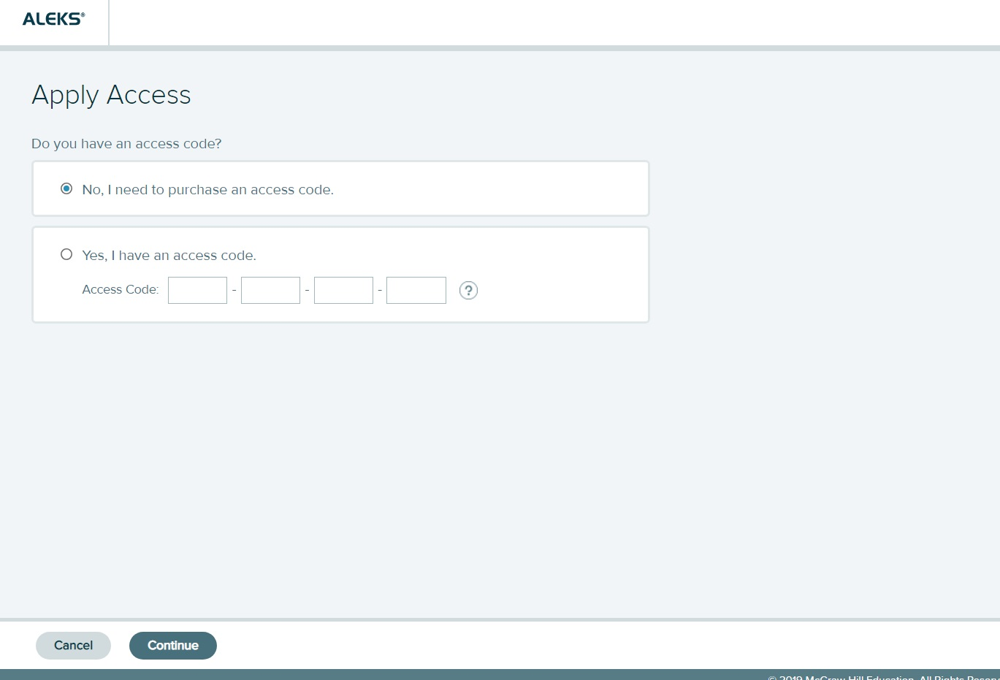 ALEKS®
Apply Access
Do you have an access code?
No, I need to purchase an access code.
Yes, I have an access code.
Access Code: - - - ?
Cancel Continue
© 2019 McGraw-Hill Education. All Rights